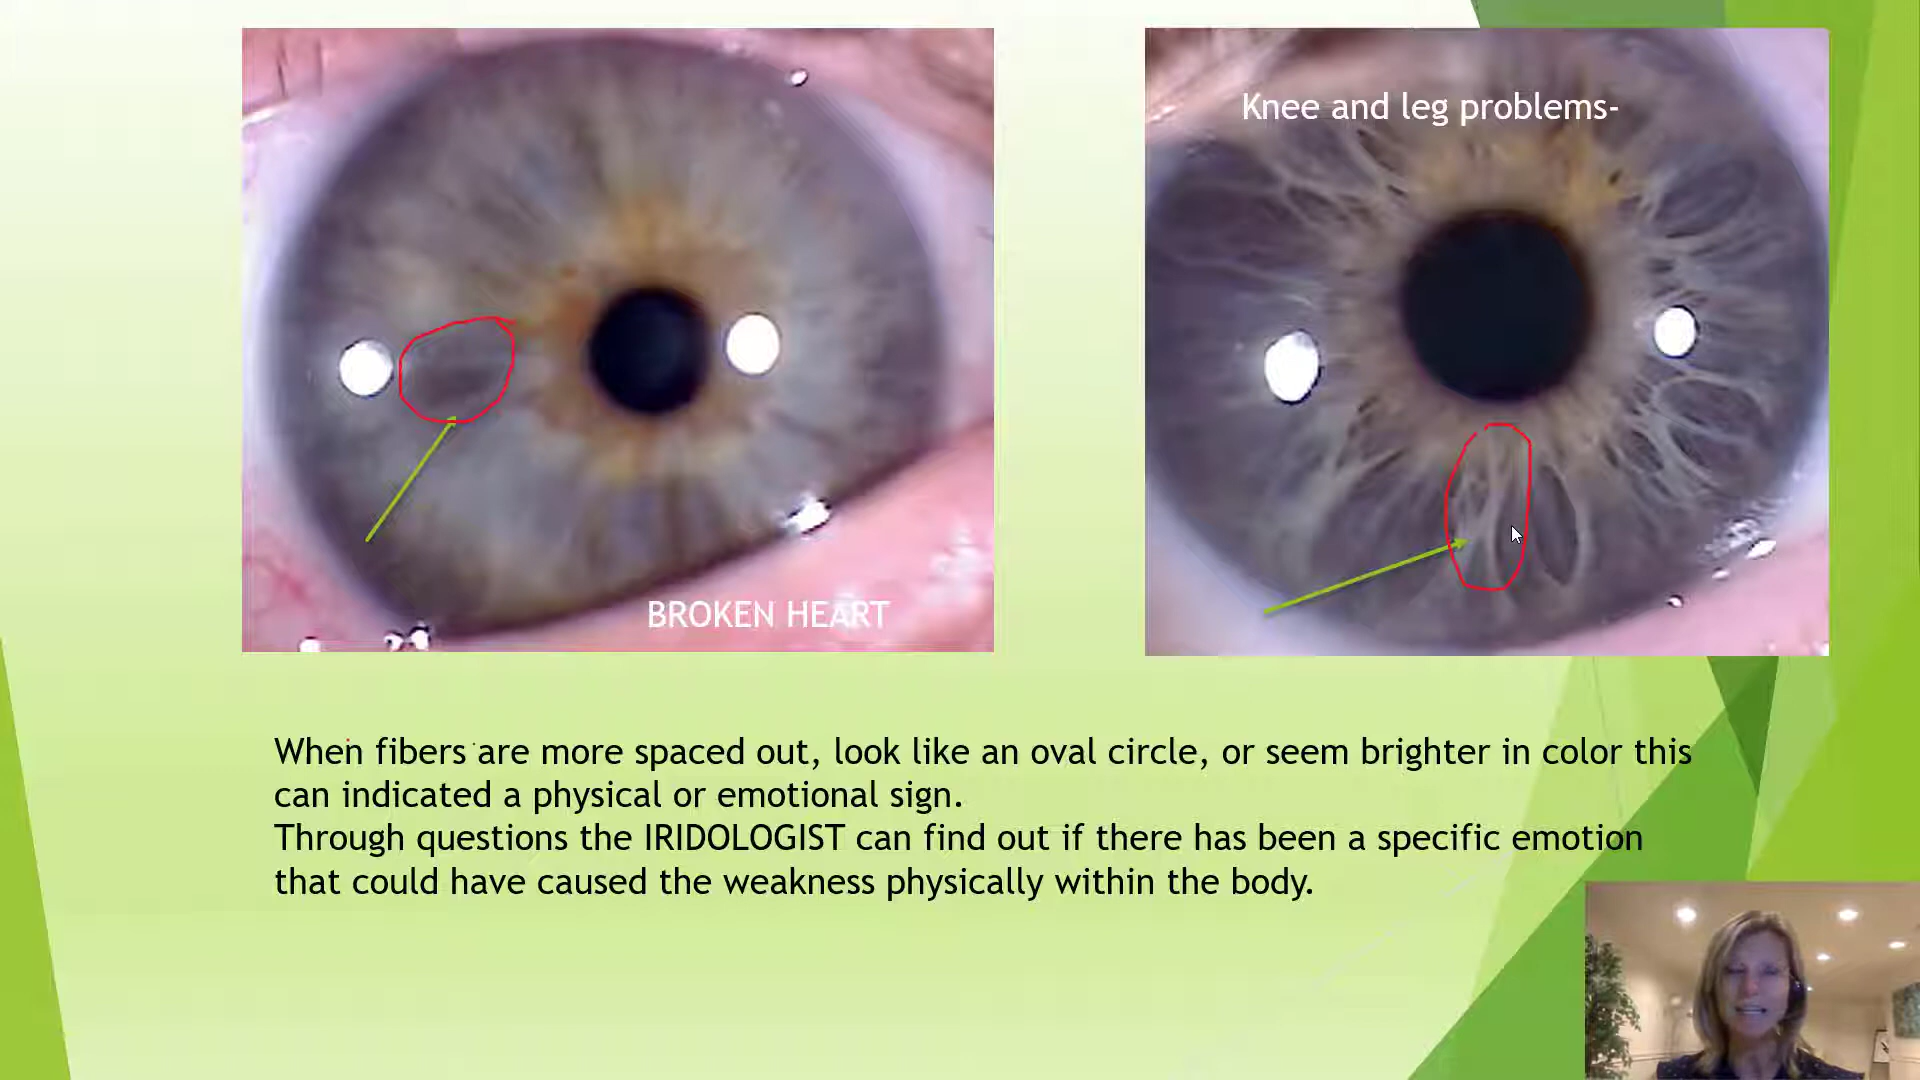 Knee and leg problems-
BROKEN HEART
When fibers are more spaced out, look like an oval circle, or seem brighter in color this
can indicated a physical or emotional sign.
Through questions the IRIDOLOGIST can find out if there has been a specific emotion
that could have caused the weakness physically within the body.